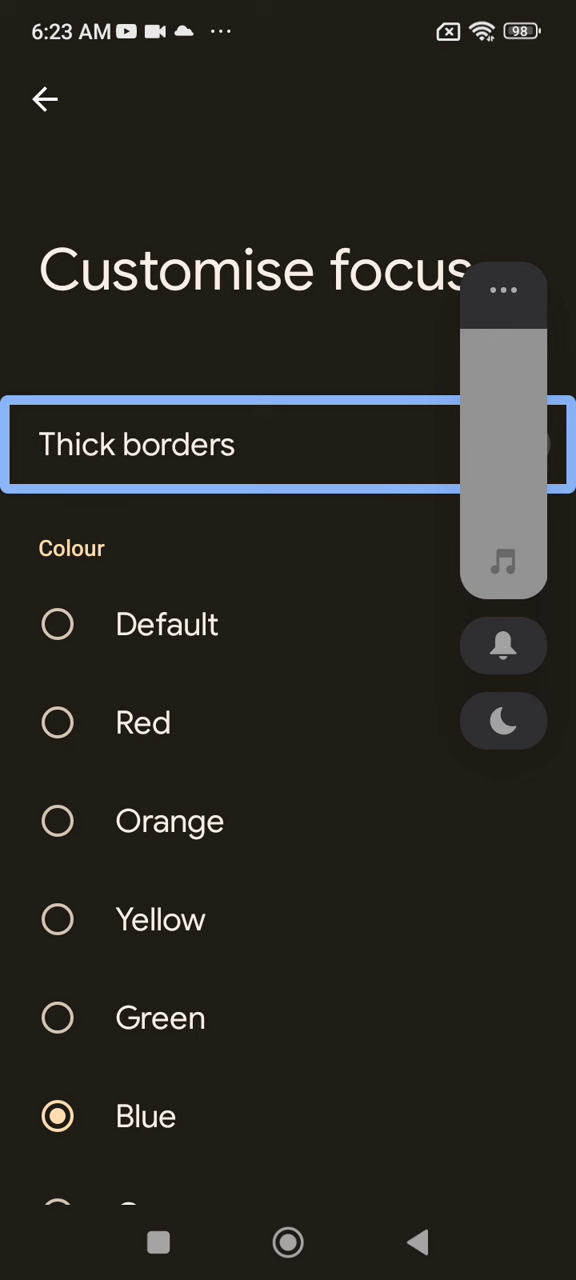 6:23 AM
98
Customise focus
Thick borders
Colour
Default
Red
Orange
Yellow
Green
Blue